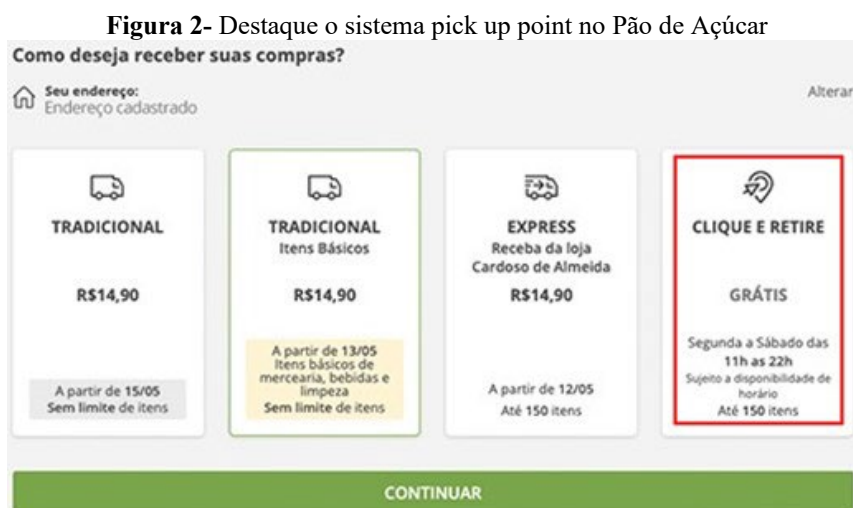 Figura 2- Destaque o sistema pick up point no Pão de Açúcar
Como deseja receber suas compras?
Seu endereço:
Endereço cadastrado
Alterar
TRADICIONAL
R$14,90
A partir de 15/05
Sem limite de itens
TRADICIONAL
Itens Básicos
R$14,90
A partir de 13/05
Itens básicos de
mercearia, bebidas e
limpeza
Sem limite de itens
EXPRESS
Receba da loja
Cardoso de Almeida
R$14,90
A partir de 12/05
Até 150 itens
CLIQUE E RETIRE
GRÁTIS
Segunda a Sábado das
11h as 22h
Sujeito a disponibilidade de
horário
Até 150 itens
CONTINUAR